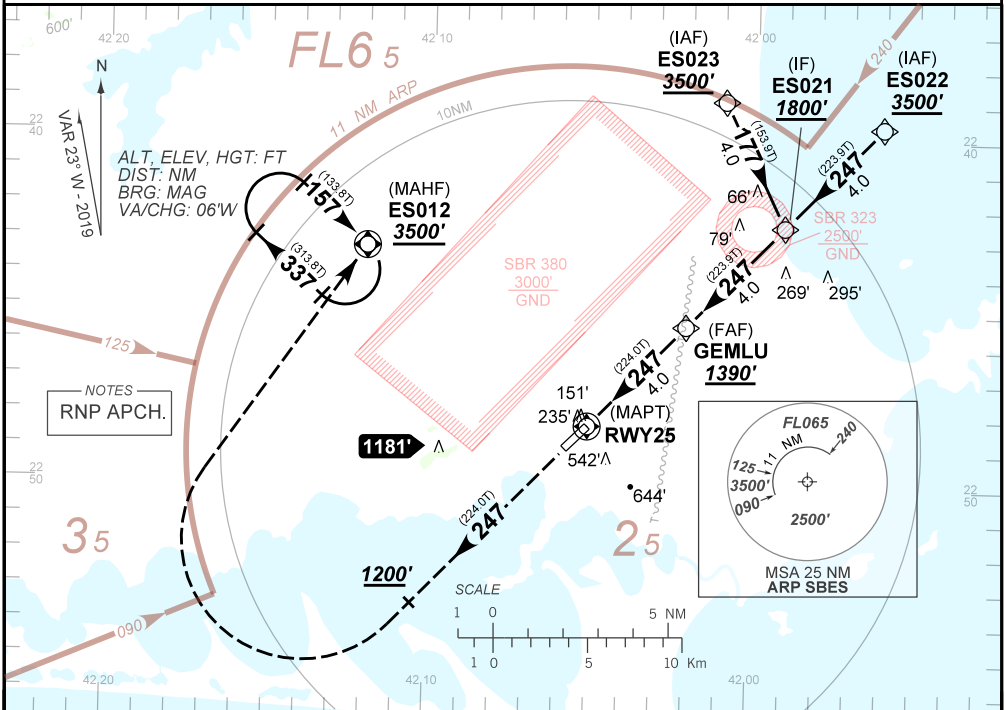 600'
42 20
42 10
42 00
FL6 5
(IAF)
ES023
3500'
(IF)
ES021
1800'
(IAF)
ES022
3500'
240
11 NM ARP
10NM
N
VAR 23° W - 2019
22 40
22 40
ALT, ELEV, HGT: FT
DIST: NM
BRG: MAG
VA/CHG: 06'W
(153.9T)
177
4.0
(223.9T)
247
4.0
(133.8T)
157
(MAHF)
ES012
3500'
(313.8T)
337
66'
79'
SBR 323
2500'
GND
SBR 380
3000'
GND
(223.9T)
247
4.0
269'
295'
(FAF)
GEMLU
1390'
125
(224.0T)
247
4.0
NOTES
RNP APCH.
151'
235'
(MAPT)
RWY25
1181'
542'
644'
22 50
22 50
FL065
11 NM
240
125
3500'
090
2500'
MSA 25 NM
ARP SBES
(224.0T)
247
3 5
2 5
1200'
SCALE
1 0 5 NM
1 0 5 10 Km
090
42 20
42 10
42 00